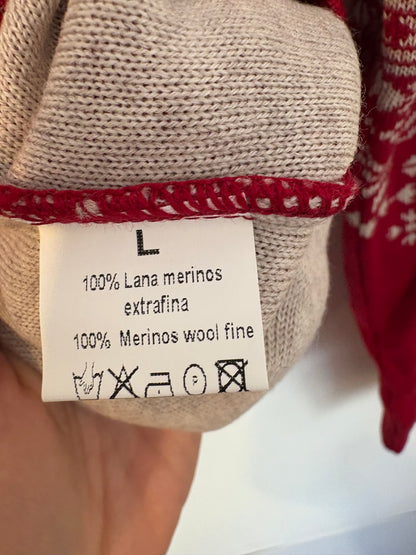 L
100% Lana merinos
extrafina
100% Merinos wool fine